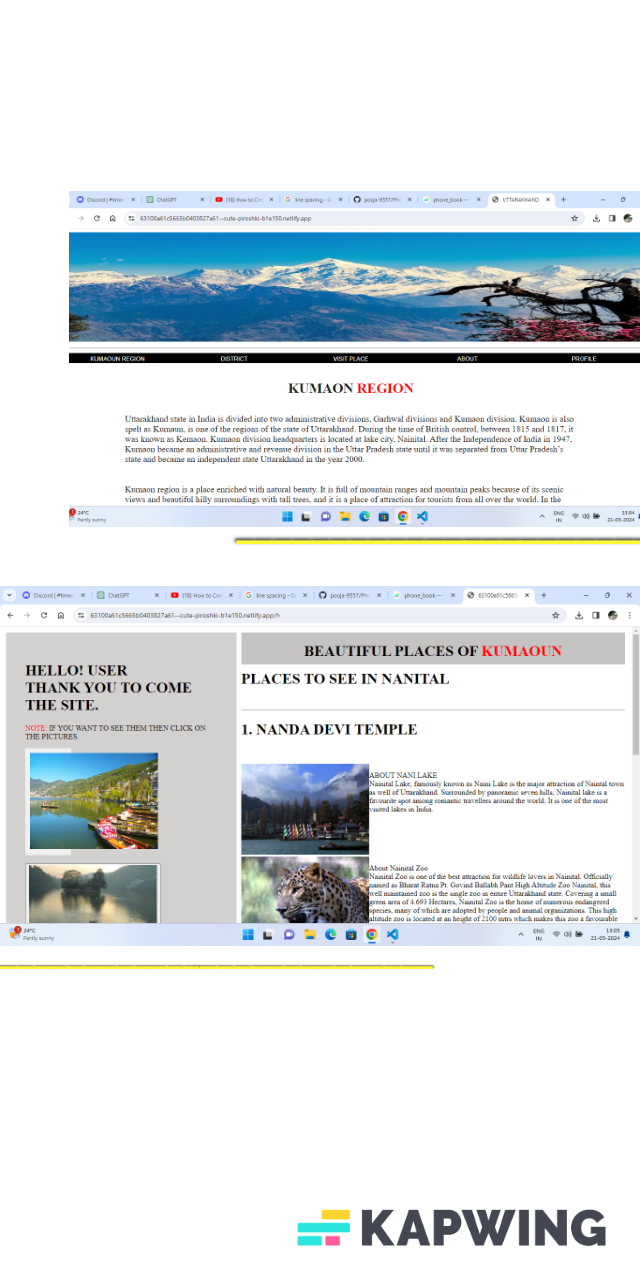 Discord | #time
ChatGPT
(18) How to Cre
line spacing - G
pooja-9557/Ph
phone_book —
UTTARAKHAND
63100a61c5665b0403827a61--cute-piroshki-b1e150.netlify.app
KUMAOUN REGION
DISTRICT
VISIT PLACE
ABOUT
PROFILE
KUMAON REGION
Uttarakhand state in India is divided into two administrative divisions, Garhwal divisions and Kumaon division. Kumaon is also
spelt as Kumaun, is one of the regions of the state of Uttarakhand. During the time of British control, between 1815 and 1817, it
was known as Kemaon. Kumaon division headquarters is located at lake city, Nainital. After the Independence of India in 1947,
Kumaon became an administrative and revenue division in the Uttar Pradesh state until it was separated from Uttar Pradesh's
state and became an independent state Uttarakhand in the year 2000.
Kumaon region is a place enriched with natural beauty. It is full of mountain ranges and mountain peaks because of its scenic
views and beautiful hilly surroundings with tall trees, and it is a place of attraction for tourists from all over the world. In the
1
24°C
Partly sunny
ENG
IN
13:04
21-05-2024
Discord | #time
ChatGPT
(18) How to Cre
line spacing - G
pooja-9557/Ph
phone_book —
63100a61c5665
63100a61c5665b0403827a61--cute-piroshki-b1e150.netlify.app/h
HELLO! USER
THANK YOU TO COME
THE SITE.
NOTE: IF YOU WANT TO SEE THEM THEN CLICK ON
THE PICTURES.
BEAUTIFUL PLACES OF KUMAOUN
PLACES TO SEE IN NANITAL
1. NANDA DEVI TEMPLE
ABOUT NANI LAKE
Nainital Lake, famously known as Naini Lake is the major attraction of Naintal town
as well of Uttarakhand. Surrounded by panoramic seven hills, Nainital lake is a
favourite spot among romantic travellers around the world. It is one of the most
visited lakes in India.
About Nainital Zoo
Nainital Zoo is one of the best attraction for wildlife lovers in Nainital. Officially
named as Bharat Ratna Pt. Govind Ballabh Pant High Altitude Zoo Nainital, this
well maintained zoo is the single zoo in entire Uttarakhand state. Covering a small
green area of 4.693 Hectares, Nainital Zoo is the home of numerous endangered
species, many of which are adopted by people and animal organizations. This high
altitude zoo is located at an height of 2100 mtrs which makes this zoo a favourable
1
24°C
Partly sunny
ENG
IN
13:05
21-05-2024
KAPWING